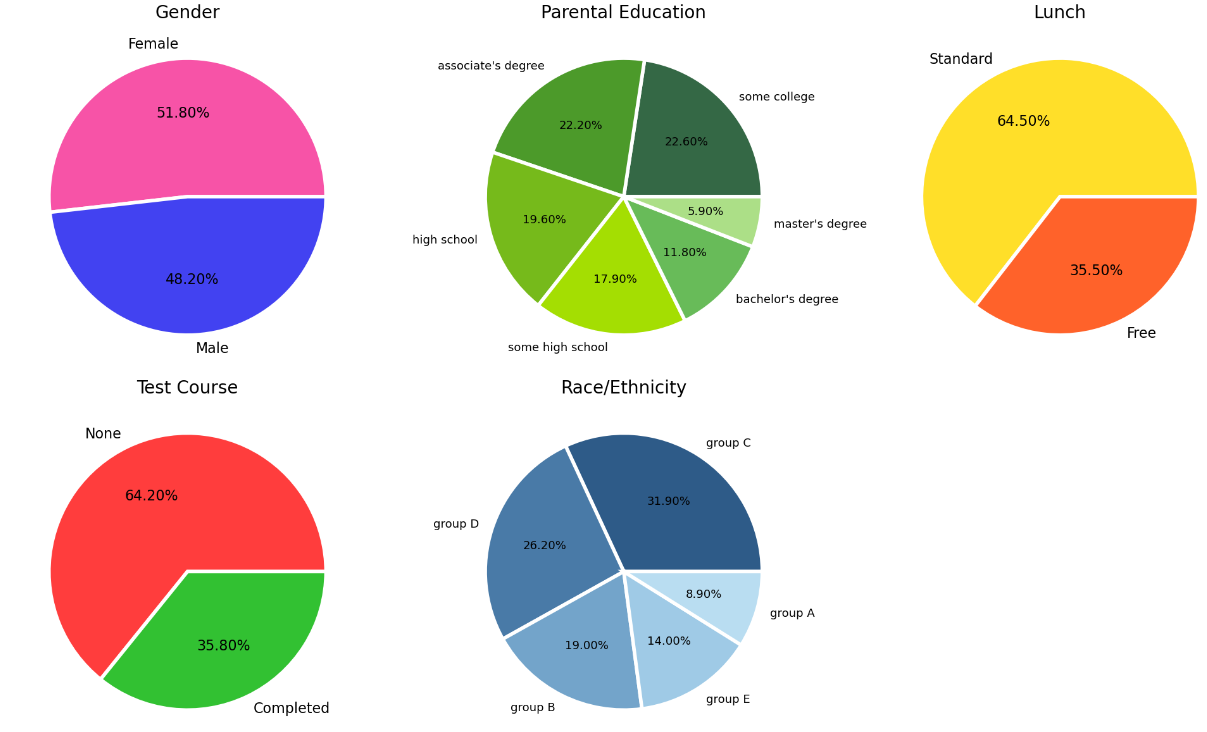 Gender
Female
51.80%
48.20%
Male
Parental Education
associate's degree
some college
22.20%
22.60%
19.60%
5.90%
master's degree
high school
11.80%
17.90%
bachelor's degree
some high school
Lunch
Standard
64.50%
35.50%
Free
Test Course
None
64.20%
35.80%
Completed
Race/Ethnicity
group C
31.90%
group D
26.20%
8.90%
group A
19.00%
14.00%
group E
group B